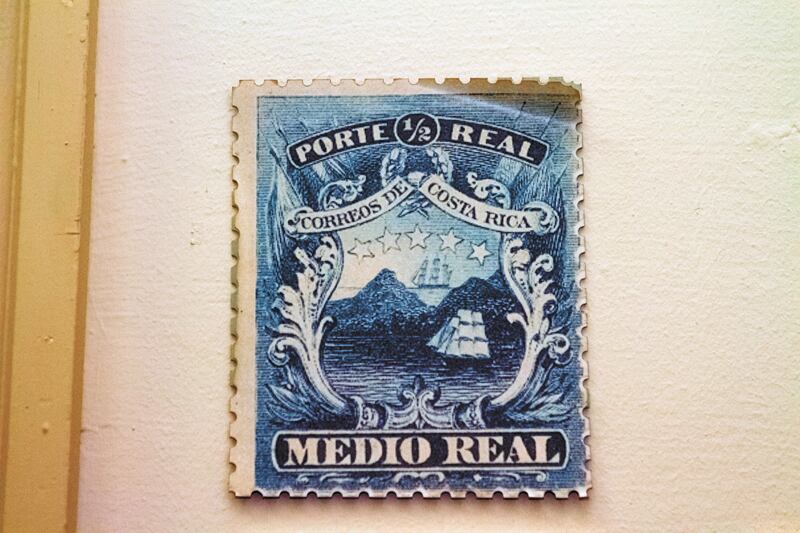 PORTE 1/2 REAL
CORREOS DE COSTA RICA
MEDIO REAL